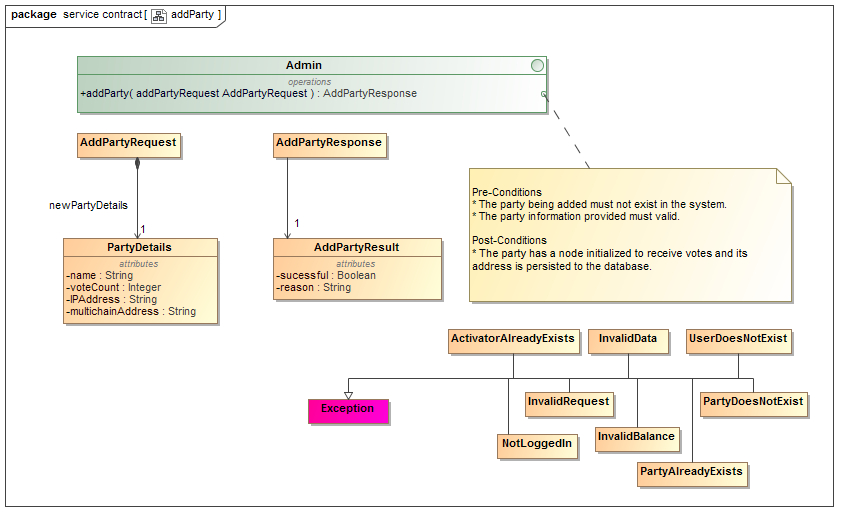 package service contract [ addParty ]
Admin
operations
+addParty( addPartyRequest AddPartyRequest ) : AddPartyResponse
AddPartyRequest
AddPartyResponse
newPartyDetails
1
1
PartyDetails
attributes
-name : String
-voteCount : Integer
-IPAddress : String
-multichainAddress : String
AddPartyResult
attributes
-sucessful : Boolean
-reason : String
Pre-Conditions
* The party being added must not exist in the system.
* The party information provided must valid.
Post-Conditions
* The party has a node initialized to receive votes and its
address is persisted to the database.
ActivatorAlreadyExists
InvalidData
UserDoesNotExist
Exception
InvalidRequest
PartyDoesNotExist
NotLoggedIn
InvalidBalance
PartyAlreadyExists